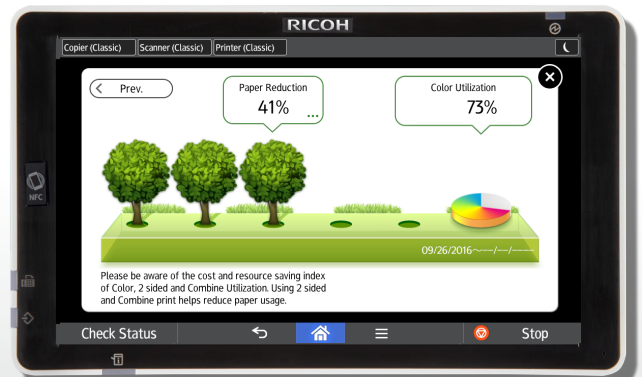 RICOH
Copier (Classic) Scanner (Classic) Printer (Classic)
Prev.
Paper Reduction
41%
...
Color Utilization
73%
NFC
09/26/2016~--/--/----
Please be aware of the cost and resource saving index
of Color, 2 sided and Combine Utilization. Using 2 sided
and Combine print helps reduce paper usage.
Check Status
Stop